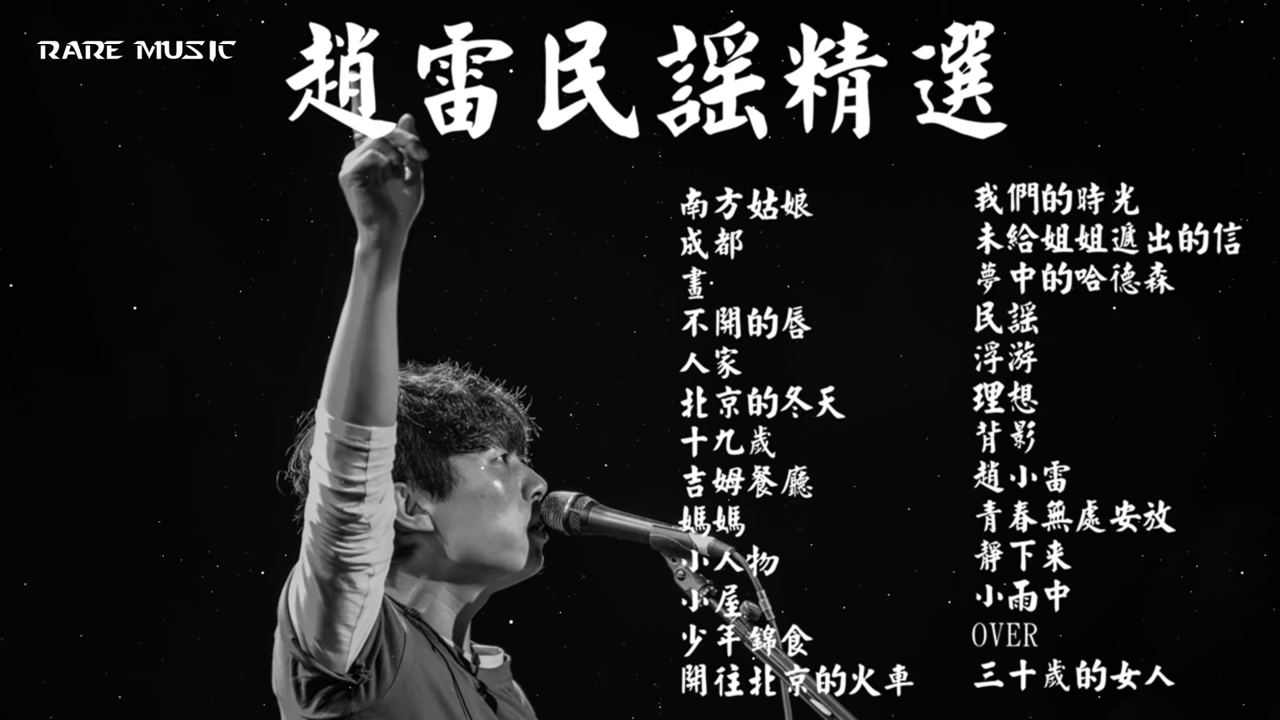 RARE MUSIC
趙雷民謠精選
南方姑娘
成都
畫
不開的唇
人家
北京的冬天
十九歲
吉姆餐廳
媽媽
小人物
小屋
少年錦食
開往北京的火車
我們的時光
未給姐姐遞出的信
夢中的哈德森
民謠
浮游
理想
背影
趙小雷
青春無處安放
靜下来
小雨中
OVER
三十歲的女人